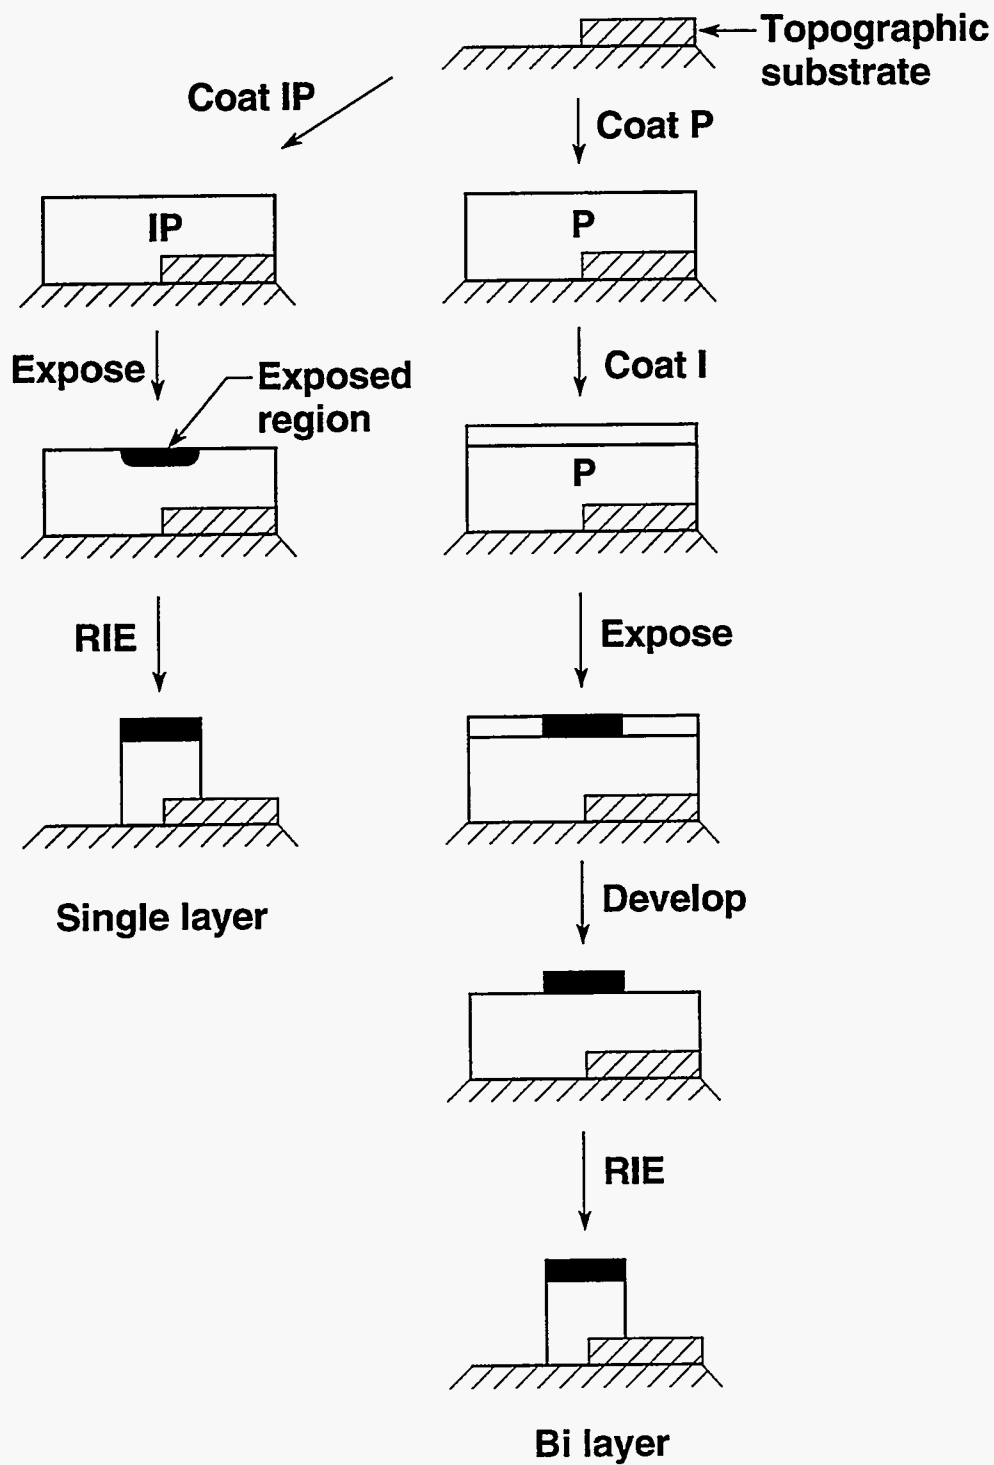 Topographic
substrate
Coat IP
Coat P
IP
P
Expose
Exposed
region
Coat I
P
RIE
Expose
Single layer
Develop
RIE
Bi layer